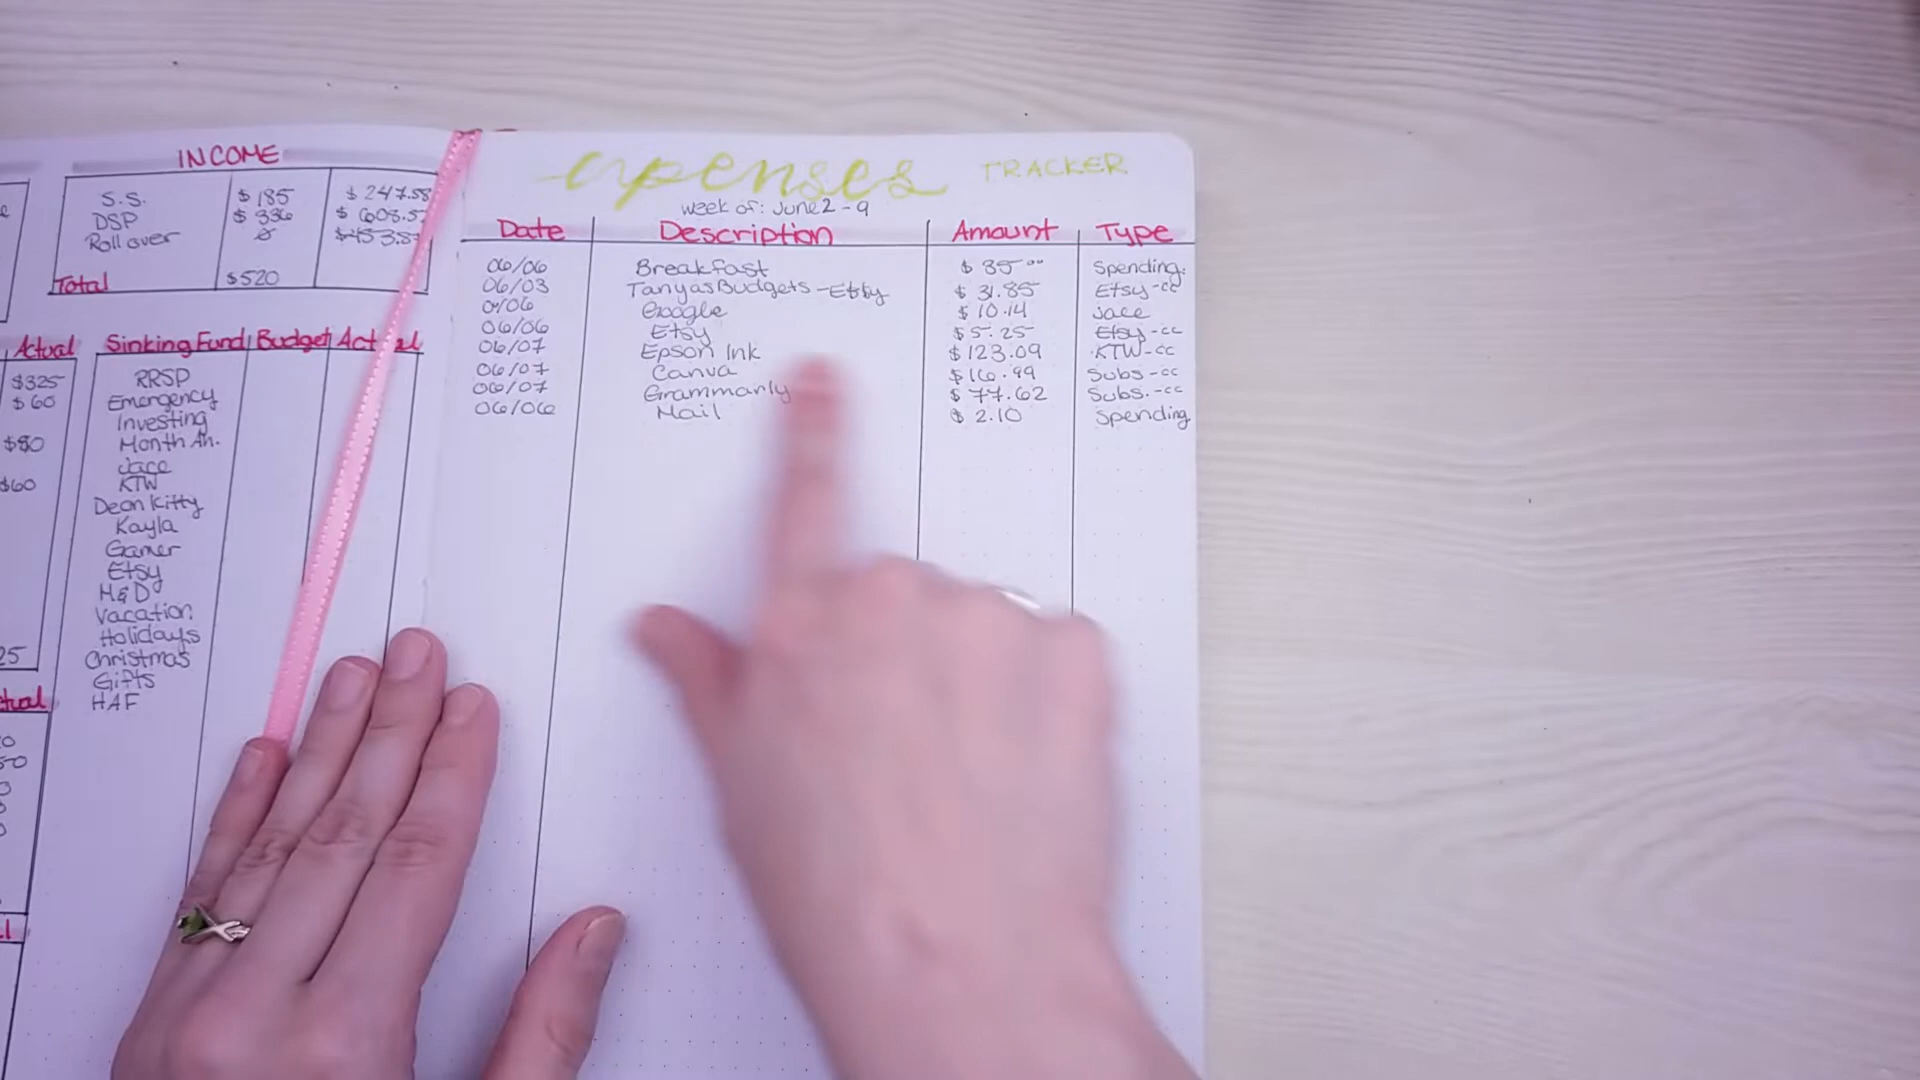 INCOME
S.S. $185 $247.58
DSP $336 $608.5
Roll over ø $453.8
Total $520
Actual
$325
$60
$80
$60
25
Sinking Fund Budget Actual
RRSP
Emergency
Investing
Month Ah.
Jace
KTW
Dean Kitty
Kayla
Gamer
Etsy
H&D
Vacation
Holidays
Christmas
Gifts
HAF
expenses TRACKER
week of: June 2-9
Date Description Amount Type
06/06 Breakfast $35.00 Spending
06/03 TanyasBudgets-Etsy $31.85 Etsy-cc
06/06 Google $10.14 Jace
06/06 Etsy $5.25 Etsy-cc
06/07 Epson Ink $123.09 KTW-cc
06/07 Canva $16.99 Subs-cc
06/07 Grammarly $77.62 Subs.-cc
06/06 Mail $2.10 Spending